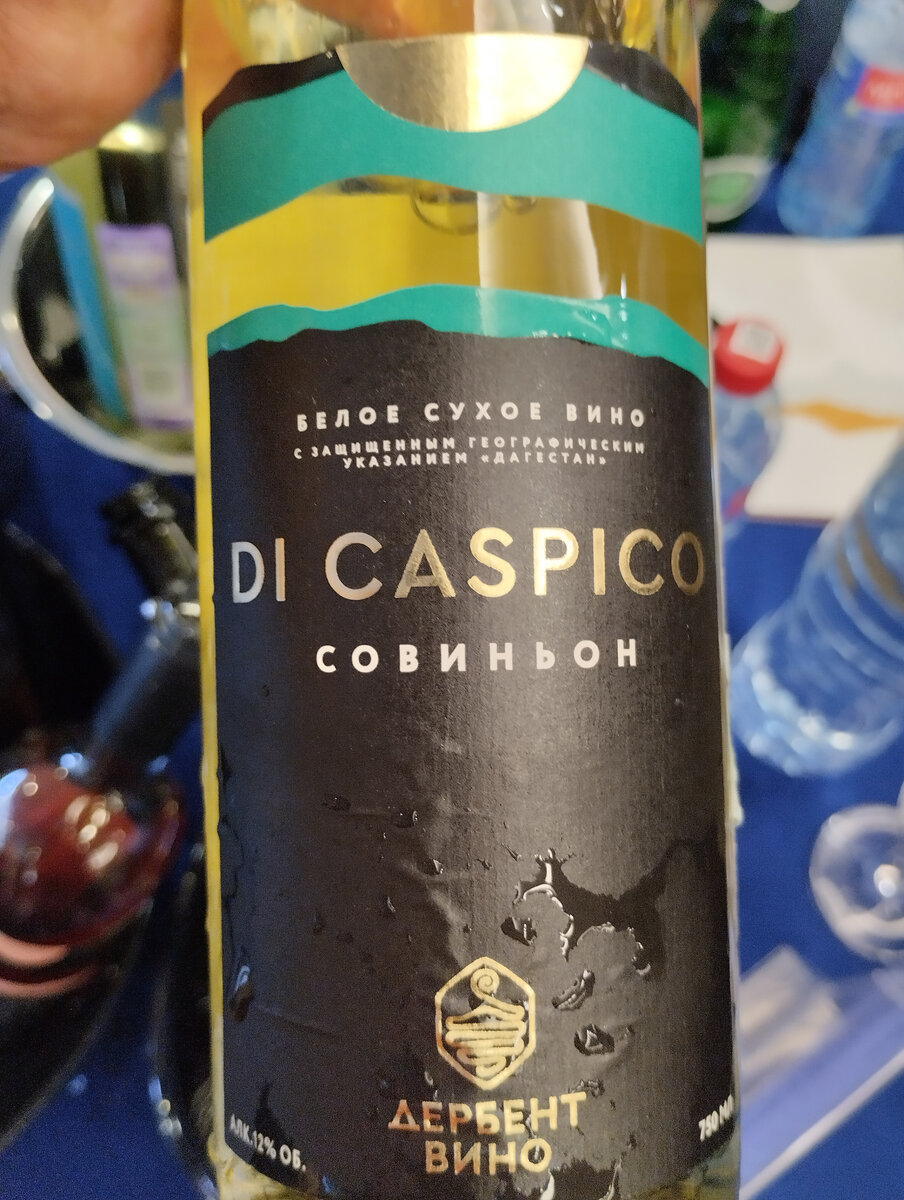 БЕЛОЕ СУХОЕ ВИНО
С ЗАЩИЩЕННЫМ ГЕОГРАФИЧЕСКИМ
УКАЗАНИЕМ «ДАГЕСТАН»
DI CASPICO
СОВИНЬОН
ДЕРБЕНТ
ВИНО
АЛК.12% ОБ.
750 МЛ